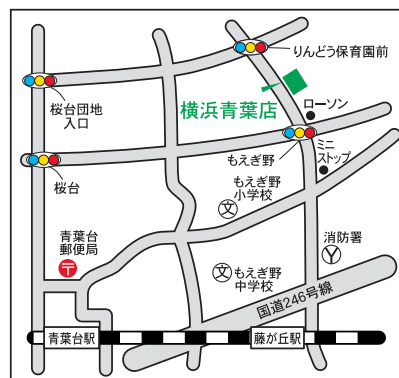 りんどう保育園前
桜台団地
入口
横浜青葉店
ローソン
もえぎ野
ミニ
ストップ
桜台
もえぎ野
小学校
文
青葉台
郵便局
〒
消防署
Y
文
もえぎ野
中学校
国道246号線
青葉台駅
藤が丘駅